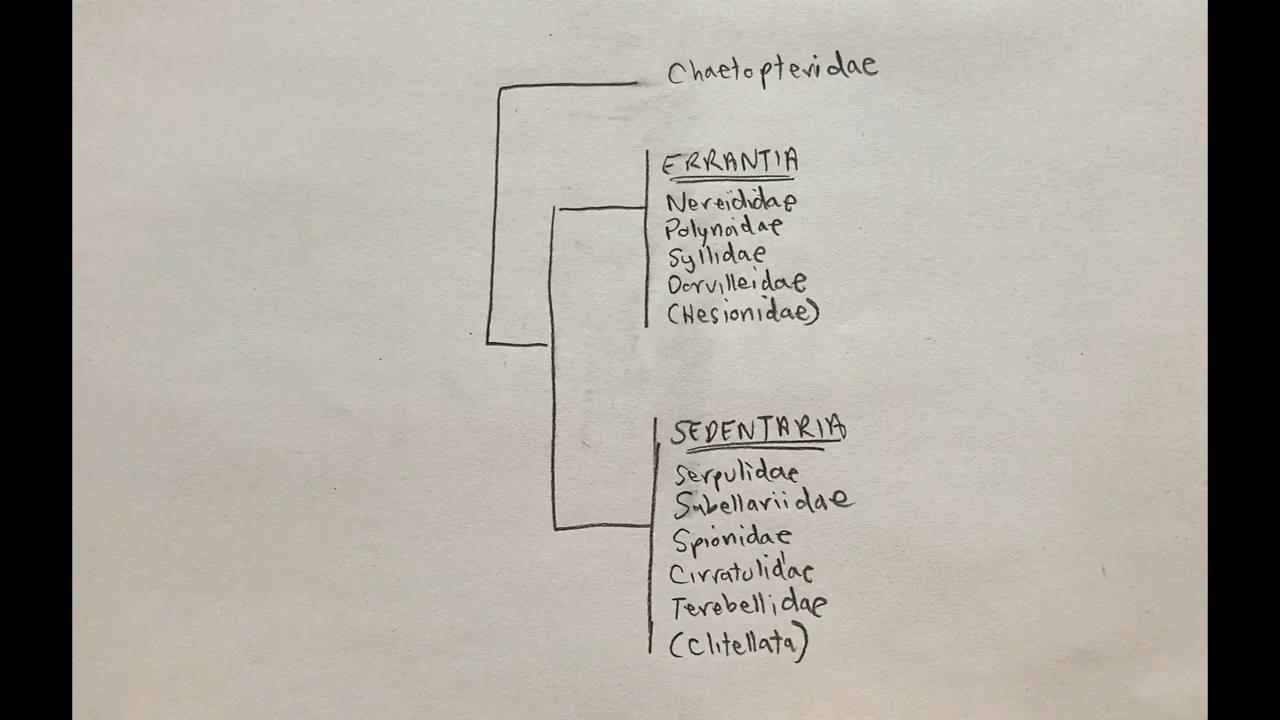 Chaetopteridae
ERRANTIA
Nereididae
Polynoidae
Syllidae
Dorvilleidae
(Hesionidae)
SEDENTARIA
Serpulidae
Sabellariidae
Spionidae
Cirratulidae
Terebellidae
(Clitellata)